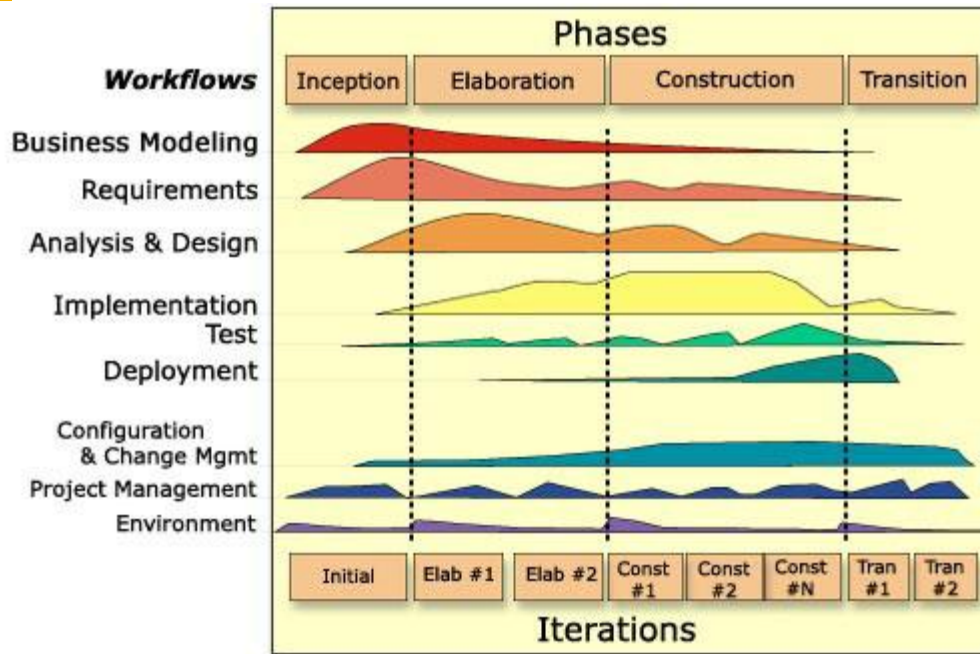 Phases
Workflows
Inception
Elaboration
Construction
Transition
Business Modeling
Requirements
Analysis & Design
Implementation
Test
Deployment
Configuration
& Change Mgmt
Project Management
Environment
Initial
Elab #1
Elab #2
Const
#1
Const
#2
Const
#N
Tran
#1
Tran
#2
Iterations